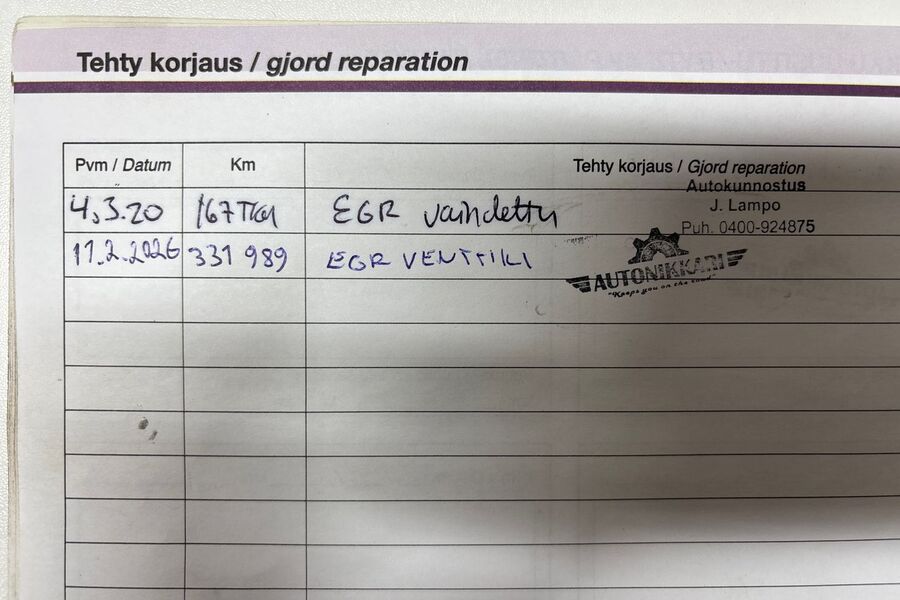 Tehty korjaus / gjord reparation
Pvm / Datum Km Tehty korjaus / Gjord reparation
Autokunnostus
J. Lampo
Puh. 0400-924875
4.3.20 167TKM EGR vaihdettu
11.2.2026 331 989 EGR VENTTIILI
AUTONIKKARI
"Keeps you on the road"